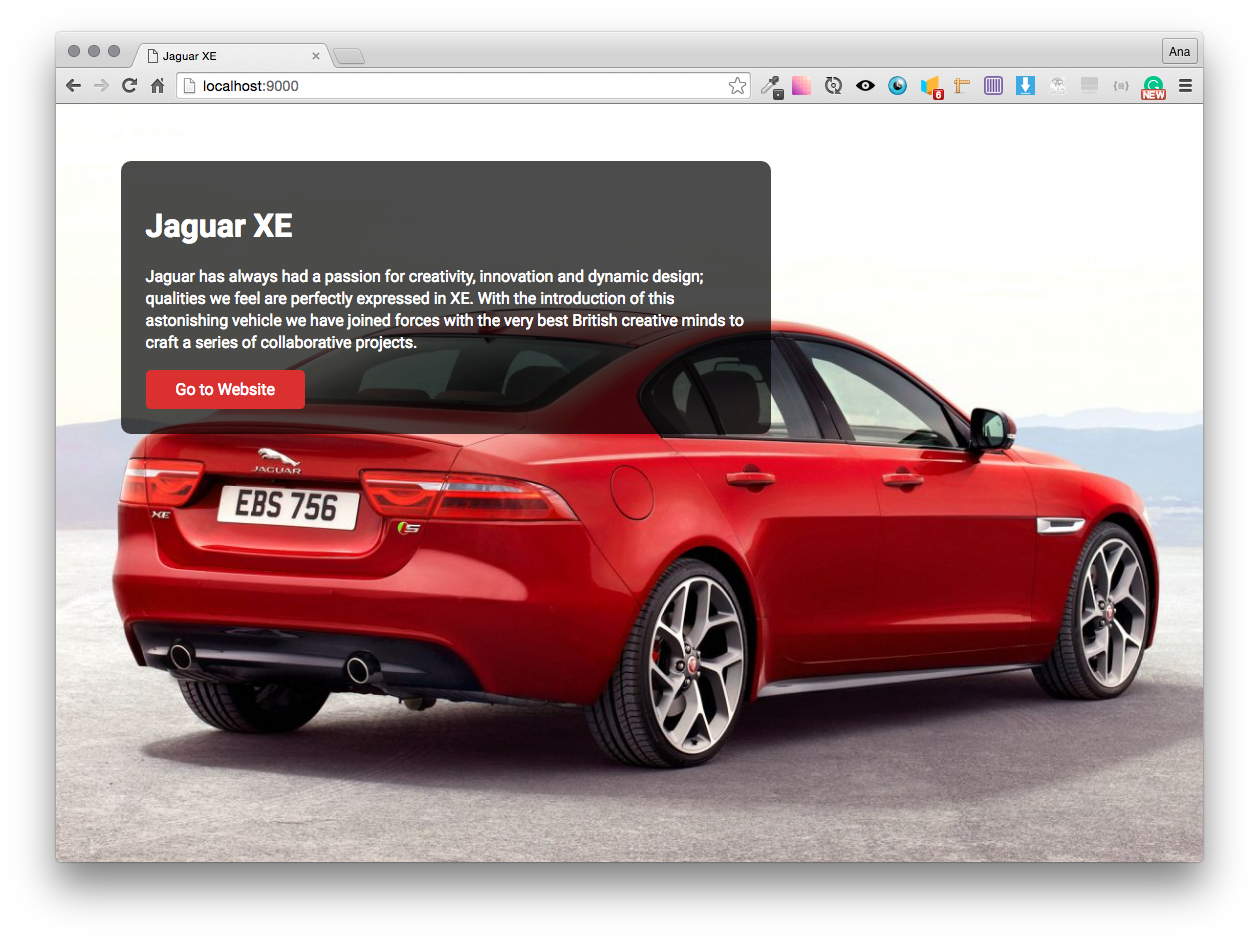 Jaguar XE
Ana
localhost:9000
6
NEW
Jaguar XE
Jaguar has always had a passion for creativity, innovation and dynamic design;
qualities we feel are perfectly expressed in XE. With the introduction of this
astonishing vehicle we have joined forces with the very best British creative minds to
craft a series of collaborative projects.
Go to Website
JAGUAR
EBS 756
XE
S